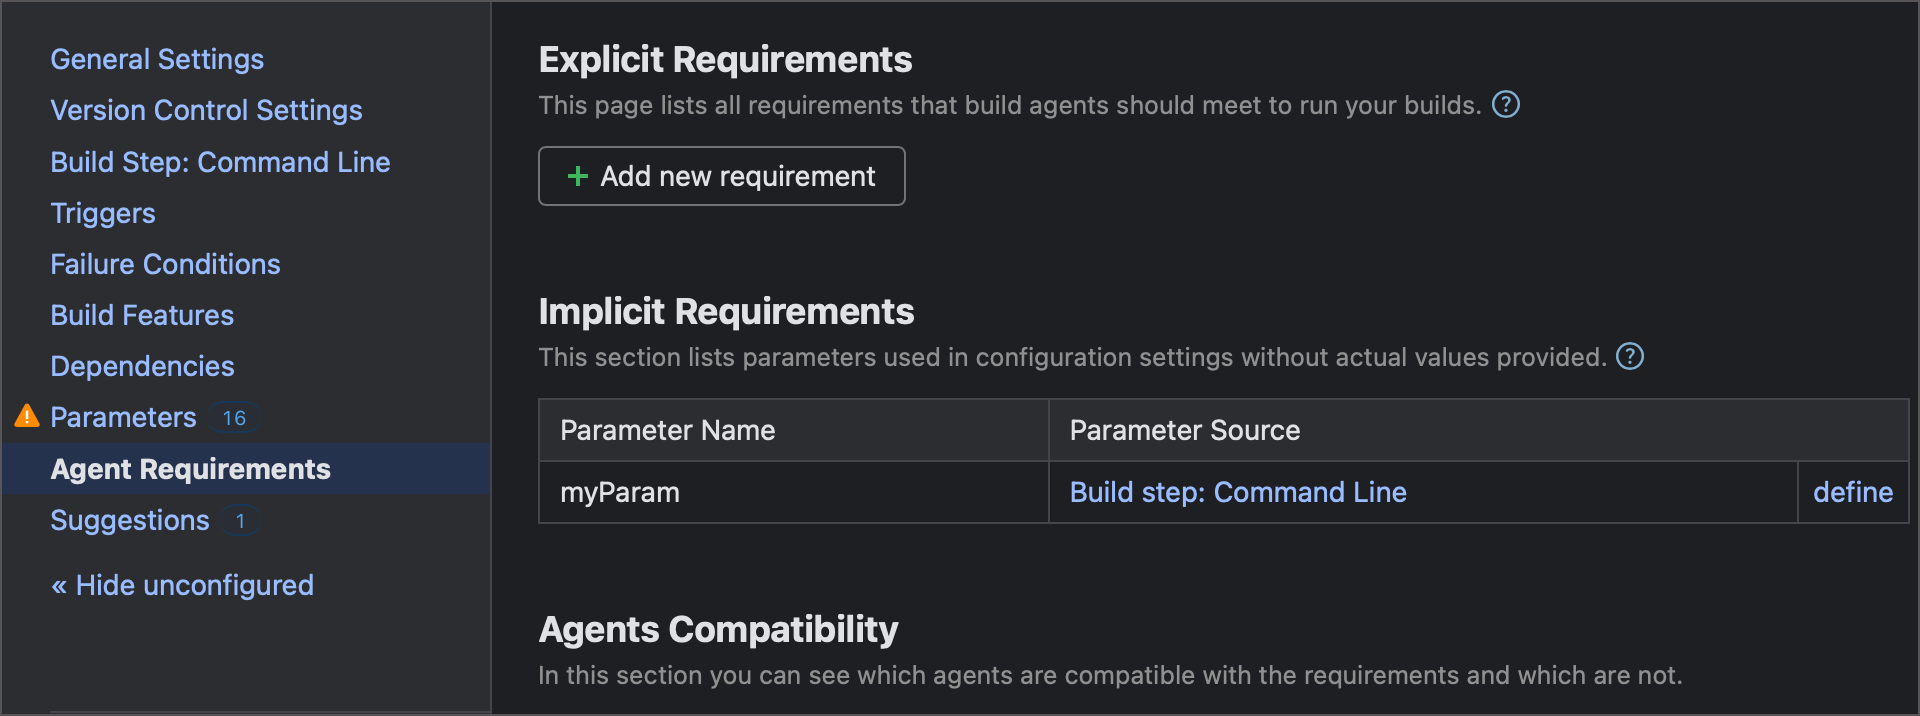 General Settings
Version Control Settings
Build Step: Command Line
Triggers
Failure Conditions
Build Features
Dependencies
Parameters 16
Agent Requirements
Suggestions 1
« Hide unconfigured
Explicit Requirements
This page lists all requirements that build agents should meet to run your builds. ?
+ Add new requirement
Implicit Requirements
This section lists parameters used in configuration settings without actual values provided. ?
Parameter Name Parameter Source
myParam Build step: Command Line define
Agents Compatibility
In this section you can see which agents are compatible with the requirements and which are not.